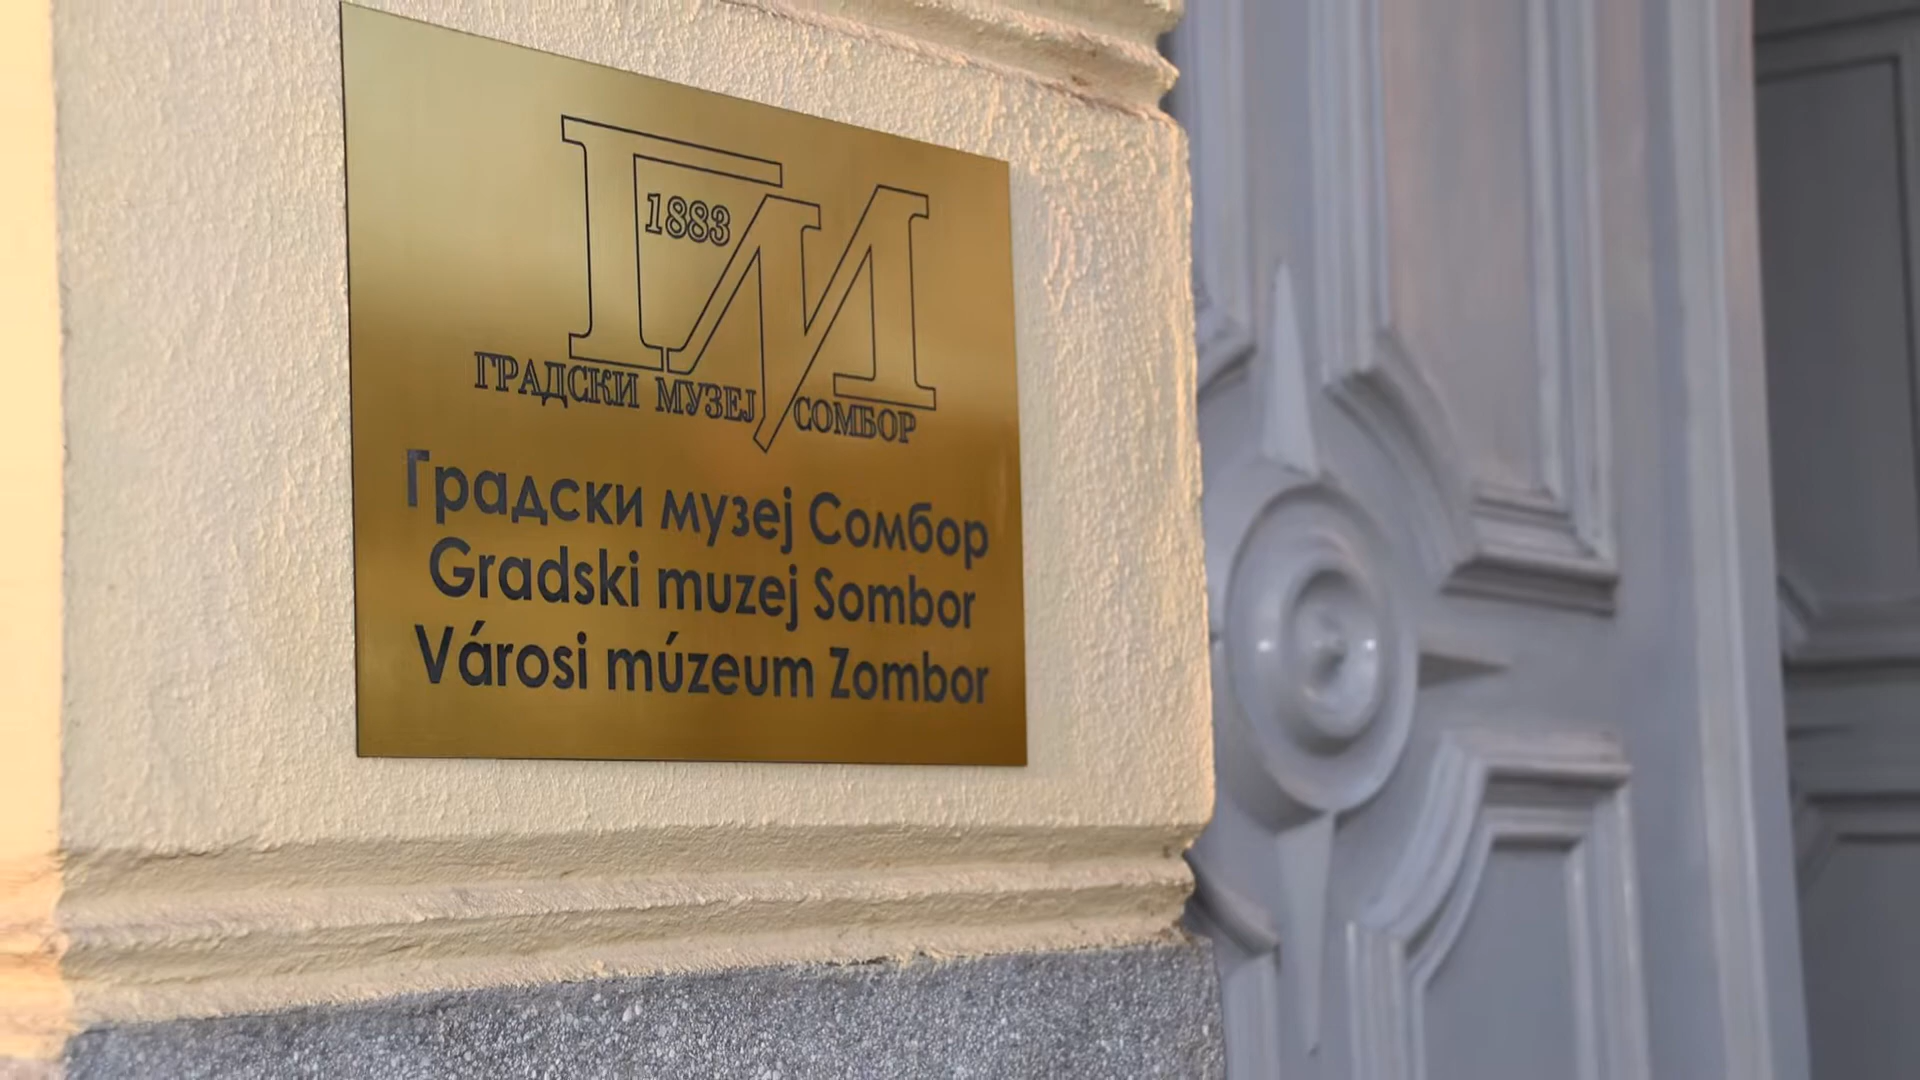 1883
ГРАДСКИ МУЗЕЈ СОМБОР
Градски музеј Сомбор
Gradski muzej Sombor
Városi múzeum Zombor